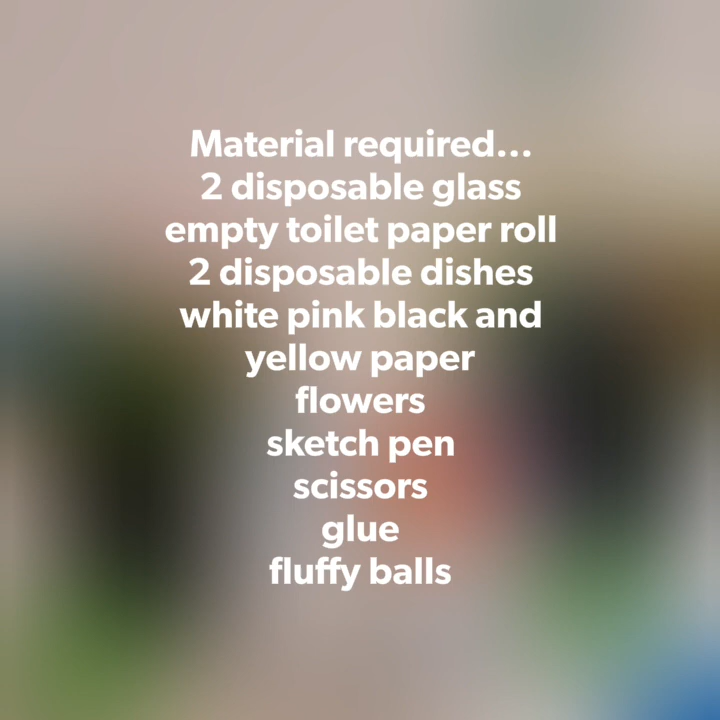 Material required...
2 disposable glass
empty toilet paper roll
2 disposable dishes
white pink black and
yellow paper
flowers
sketch pen
scissors
glue
fluffy balls